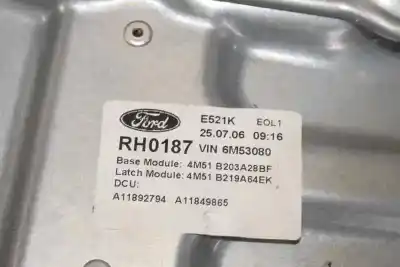 Ford E521K EOL1
25.07.06 09:16
RH0187 VIN 6M53080
Base Module: 4M51 B203A28BF
Latch Module: 4M51 B219A64EK
DCU:
A11892794 A11849865